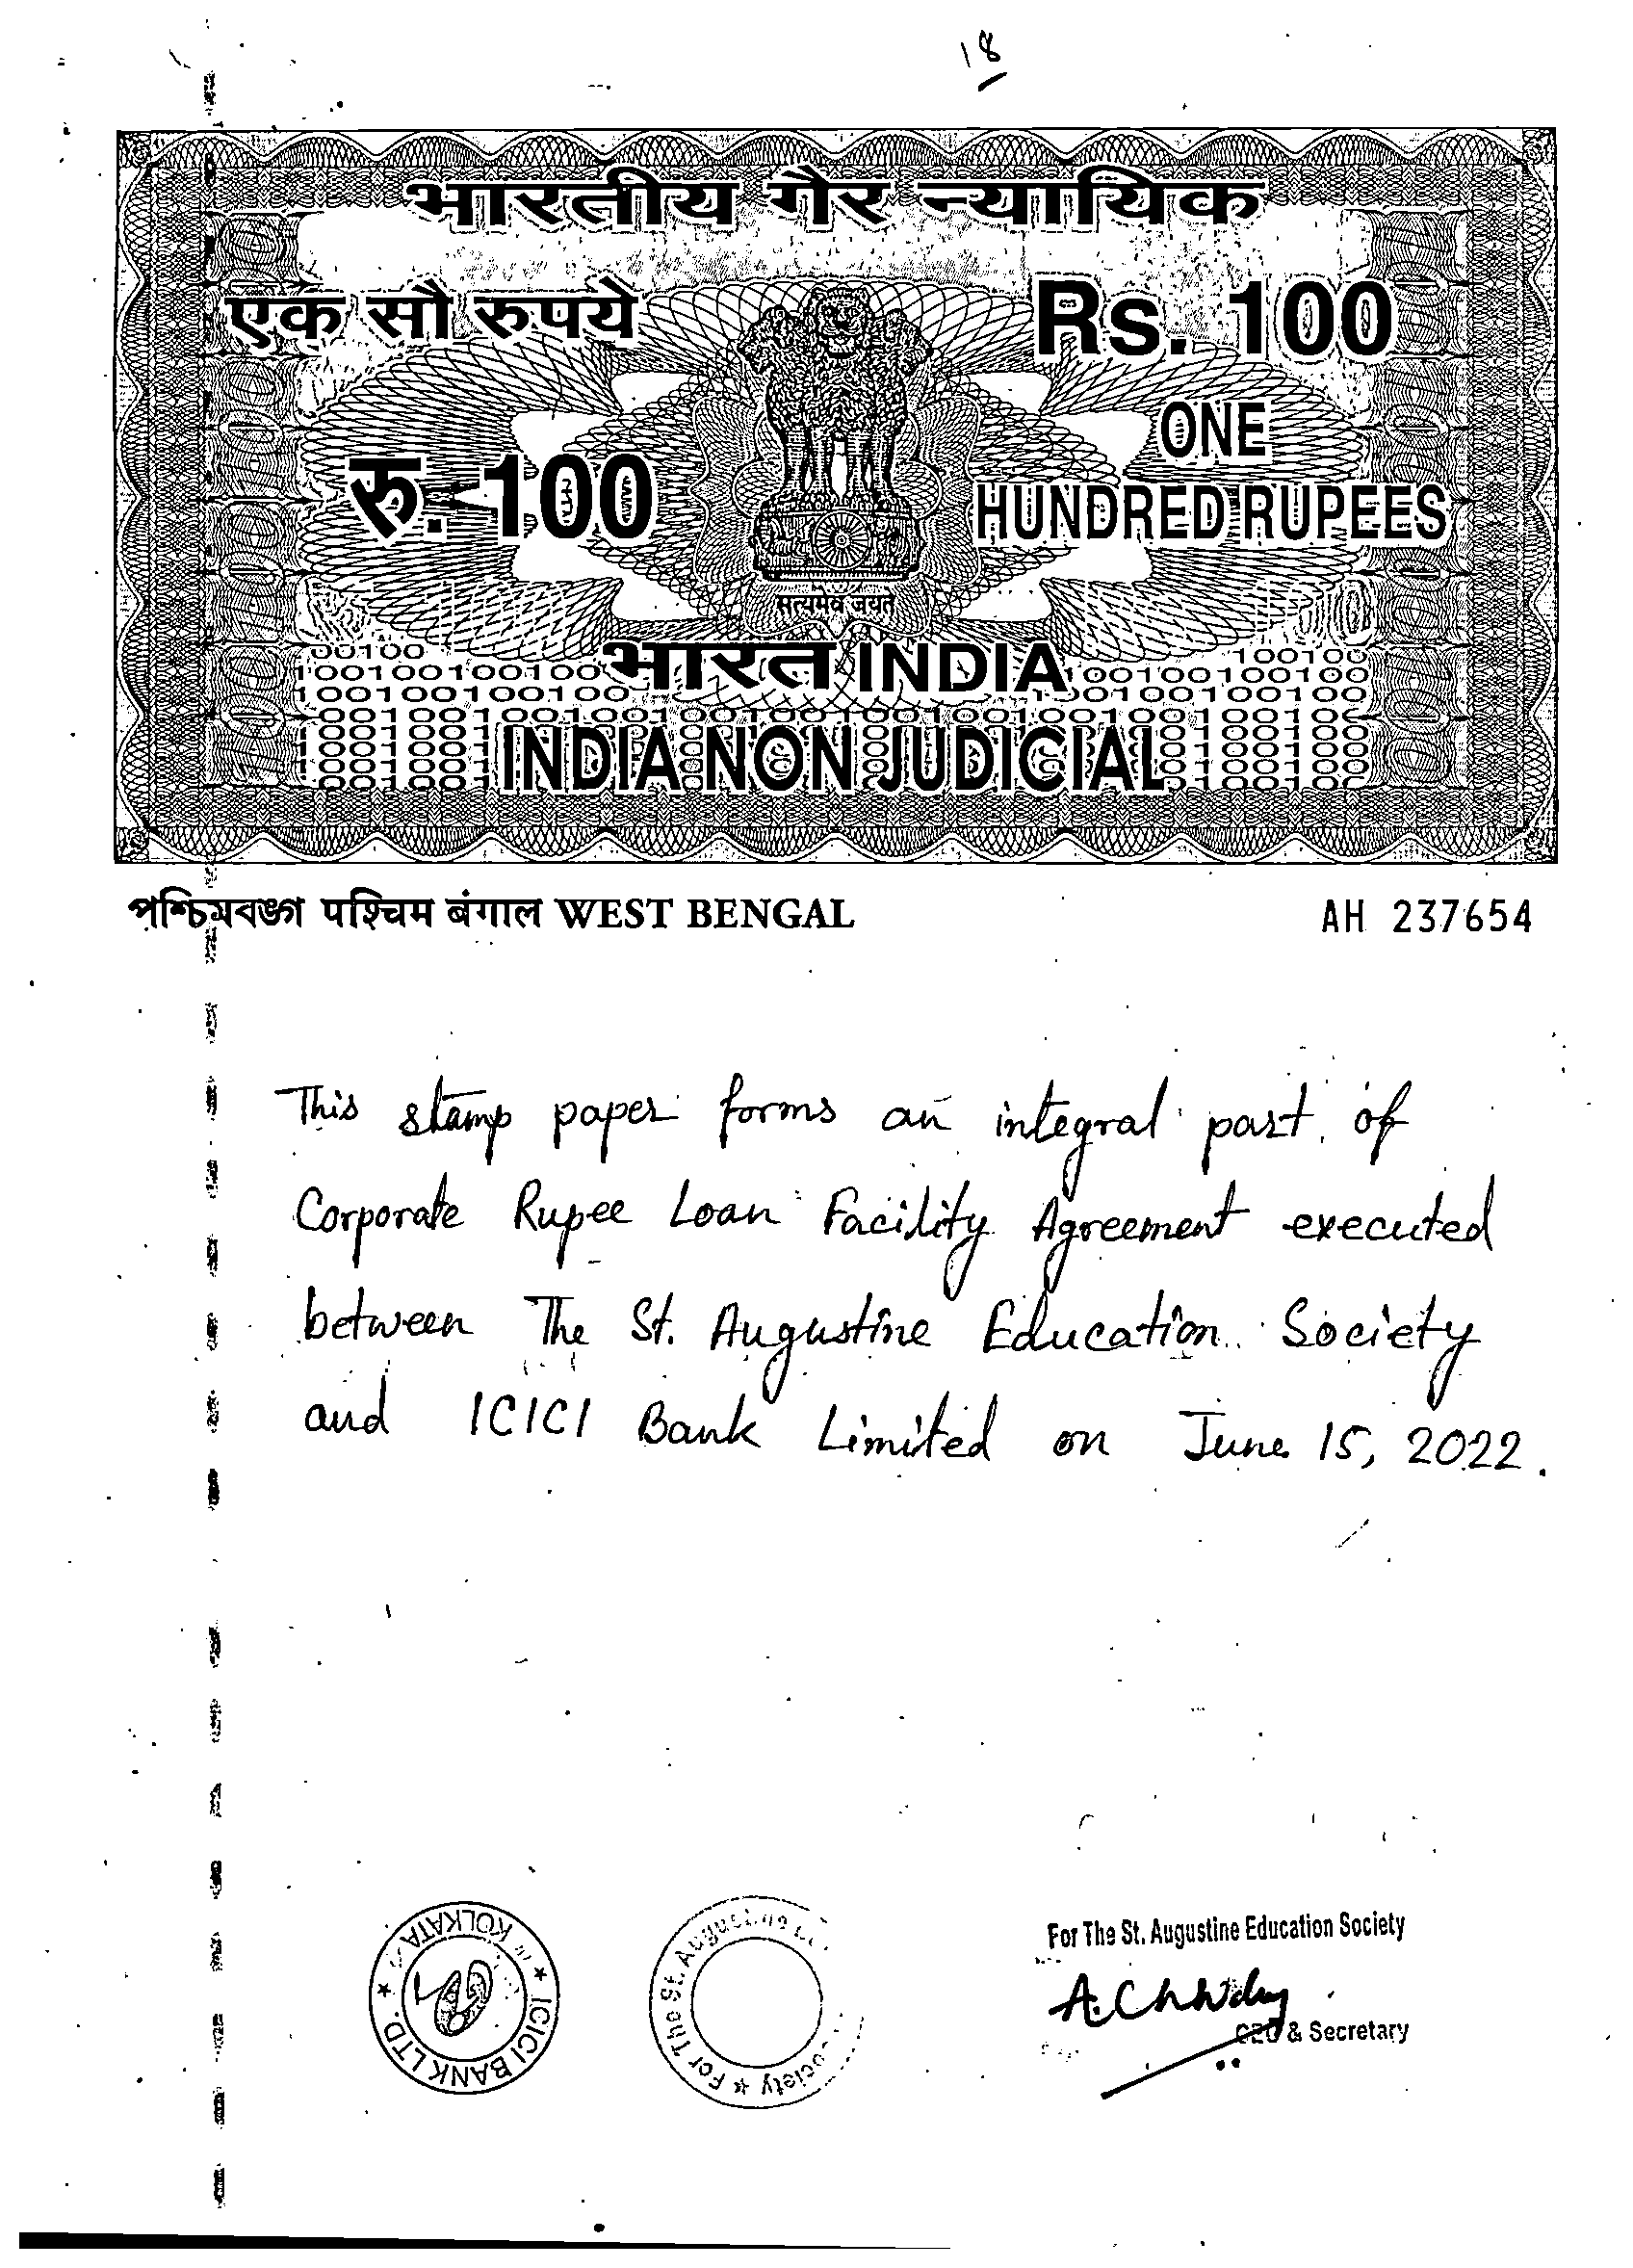 18
भारतीय गैर न्यायिक
एक सौ रुपये
Rs. 100
रु. 100
ONE
HUNDRED RUPEES
सत्यमेव जयते
भारत INDIA
INDIA NON JUDICIAL
পশ্চিমবঙ্গ पश्चिम बंगाल WEST BENGAL
AH 237654
This stamp paper forms an integral part of
Corporate Rupee Loan Facility Agreement executed
between The St. Augustine Education Society
and ICICI Bank Limited on June 15, 2022.
ICICI BANK LTD. ★ KOLKATA ★
For The St. Augustine Society ★
For The St. Augustine Education Society
CEO & Secretary